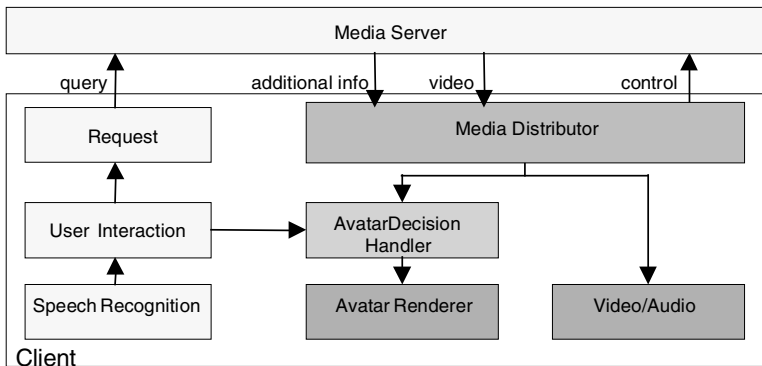 Media Server
query
additional info
video
control
Request
Media Distributor
User Interaction
AvatarDecision
Handler
Speech Recognition
Avatar Renderer
Video/Audio
Client